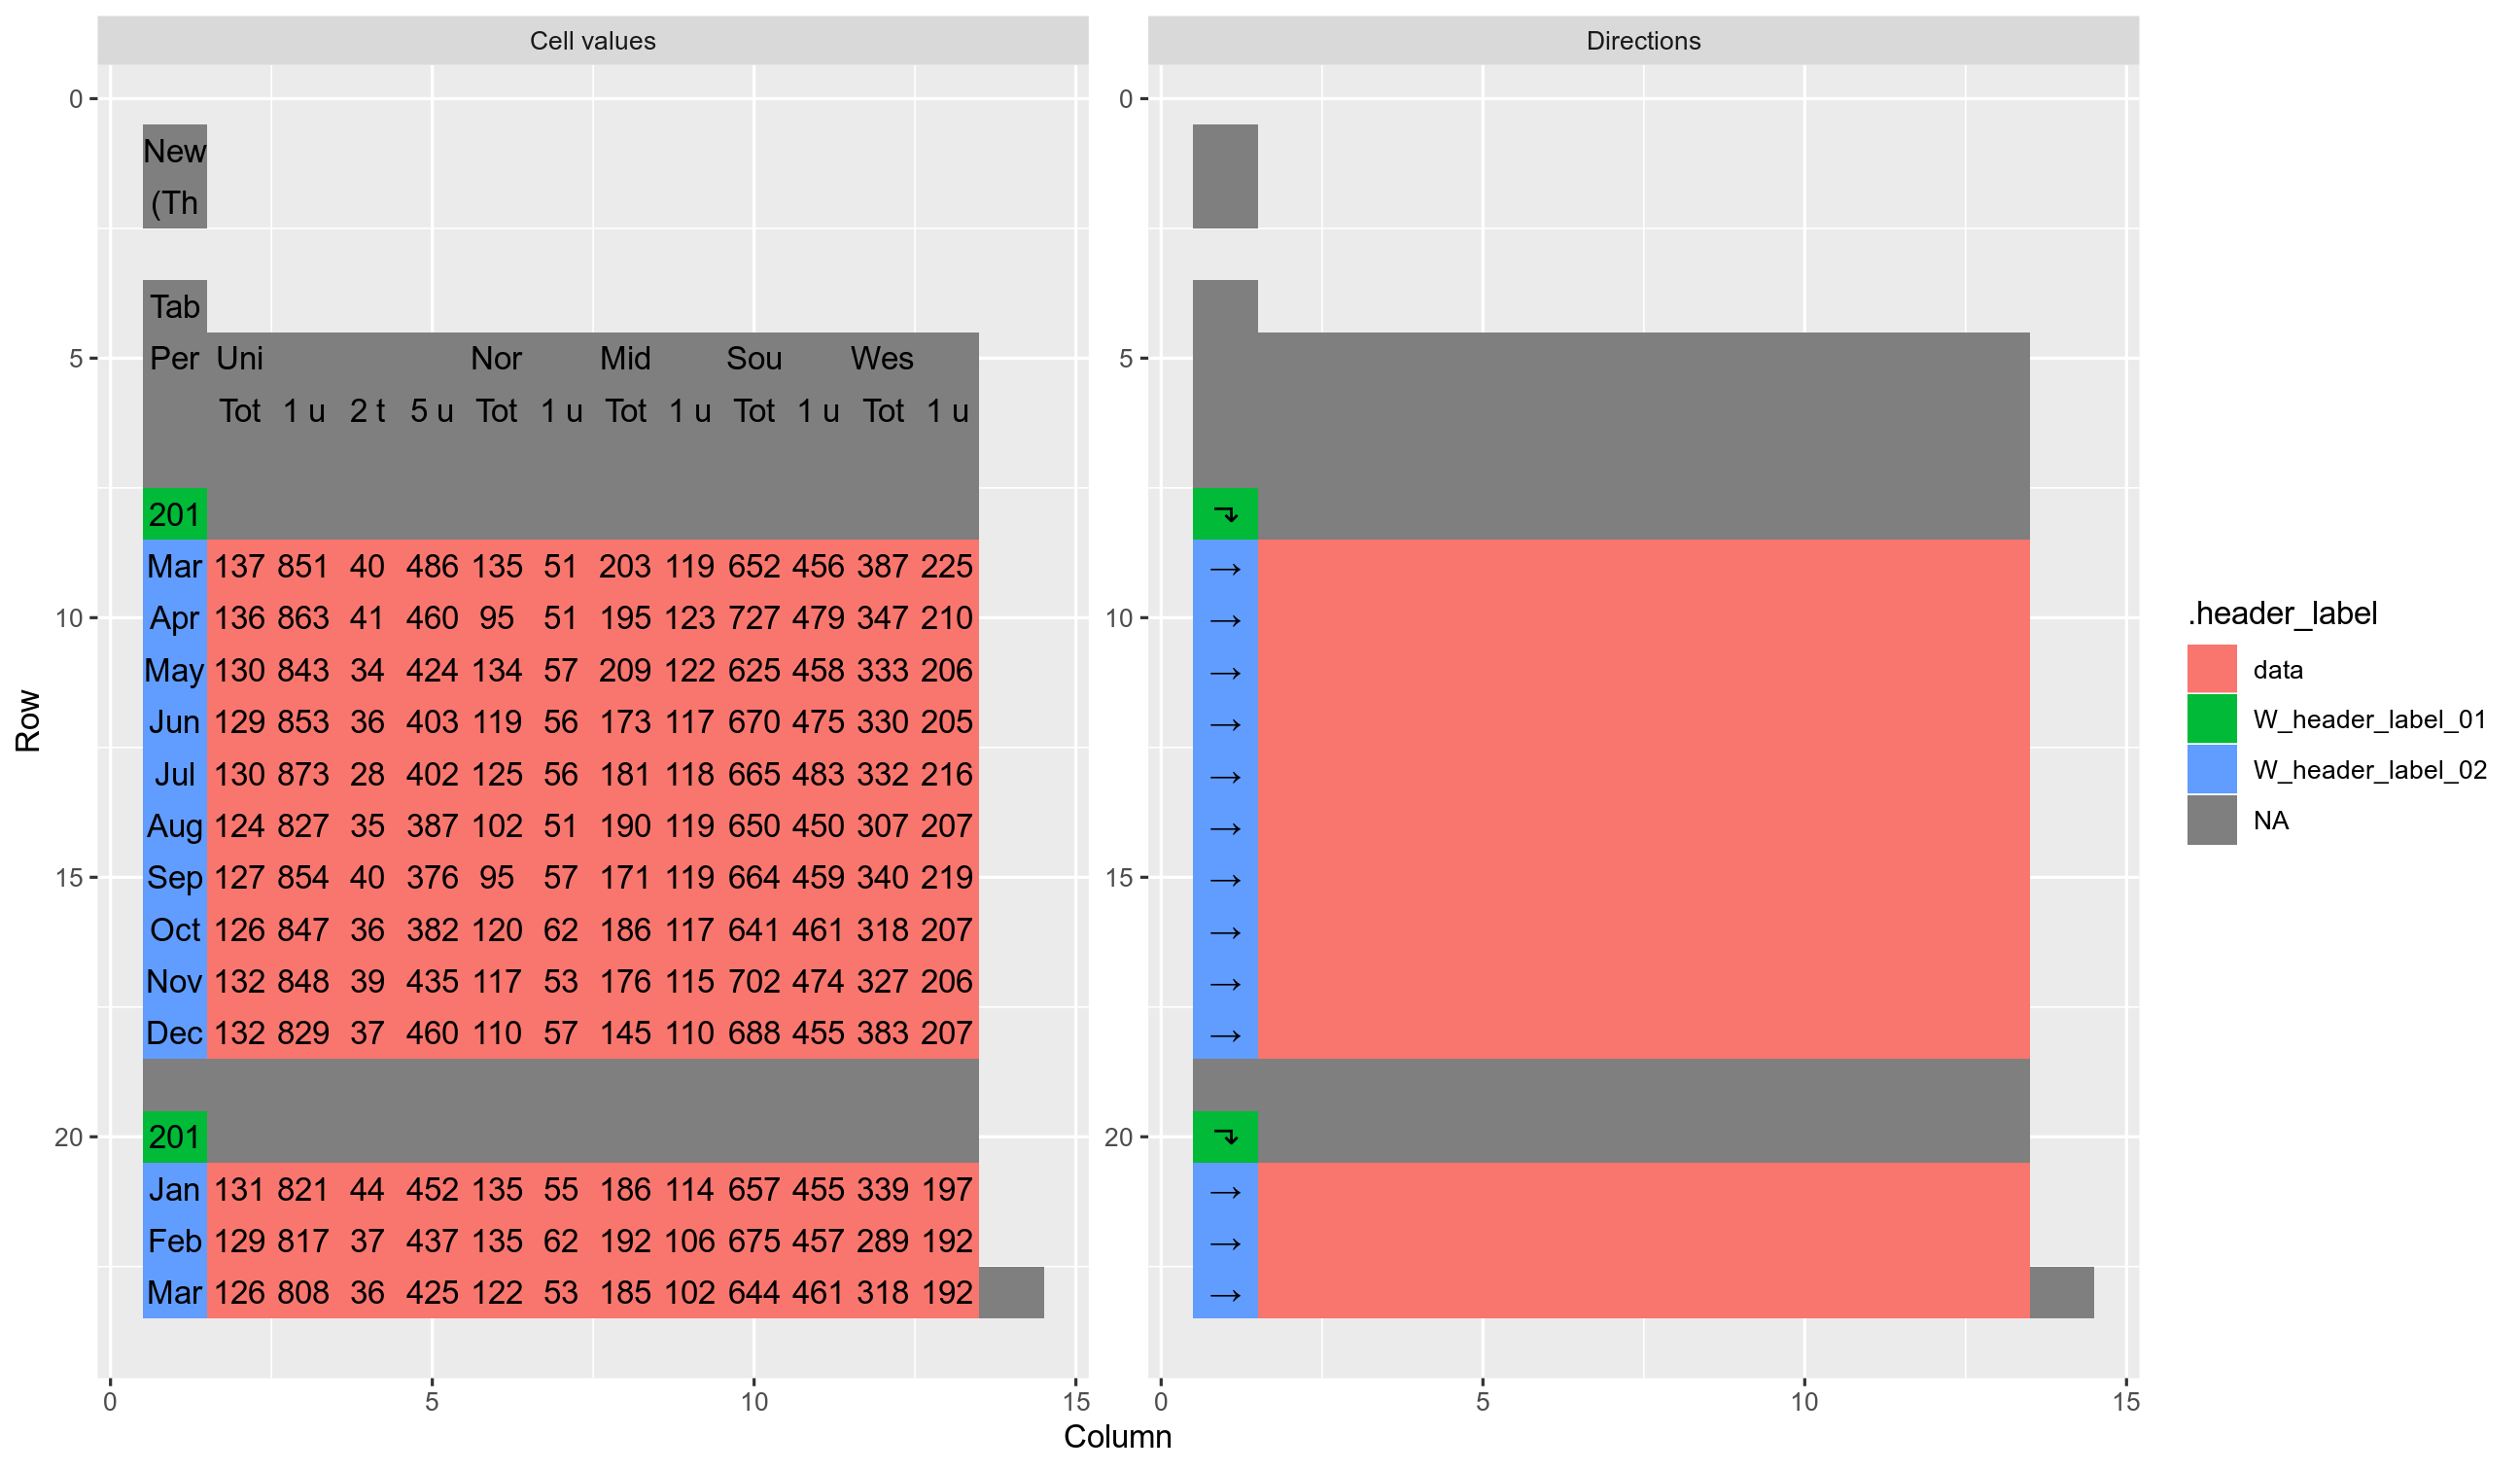 Cell values
Directions
0
New
(Th
Tab
5
Per Uni Nor Mid Sou Wes
Tot 1 u 2 t 5 u Tot 1 u Tot 1 u Tot 1 u Tot 1 u
201
Mar 137 851 40 486 135 51 203 119 652 456 387 225
10 Apr 136 863 41 460 95 51 195 123 727 479 347 210
May 130 843 34 424 134 57 209 122 625 458 333 206
Jun 129 853 36 403 119 56 173 117 670 475 330 205
Jul 130 873 28 402 125 56 181 118 665 483 332 216
Aug 124 827 35 387 102 51 190 119 650 450 307 207
15 Sep 127 854 40 376 95 57 171 119 664 459 340 219
Oct 126 847 36 382 120 62 186 117 641 461 318 207
Nov 132 848 39 435 117 53 176 115 702 474 327 206
Dec 132 829 37 460 110 57 145 110 688 455 383 207
20 201
Jan 131 821 44 452 135 55 186 114 657 455 339 197
Feb 129 817 37 437 135 62 192 106 675 457 289 192
Mar 126 808 36 425 122 53 185 102 644 461 318 192
0 5 10 15
0
5
10
15
20
↴
→
→
→
→
→
→
→
→
→
→
↴
→
→
→
0 5 10 15
Row
Column
.header_label
data
W_header_label_01
W_header_label_02
NA